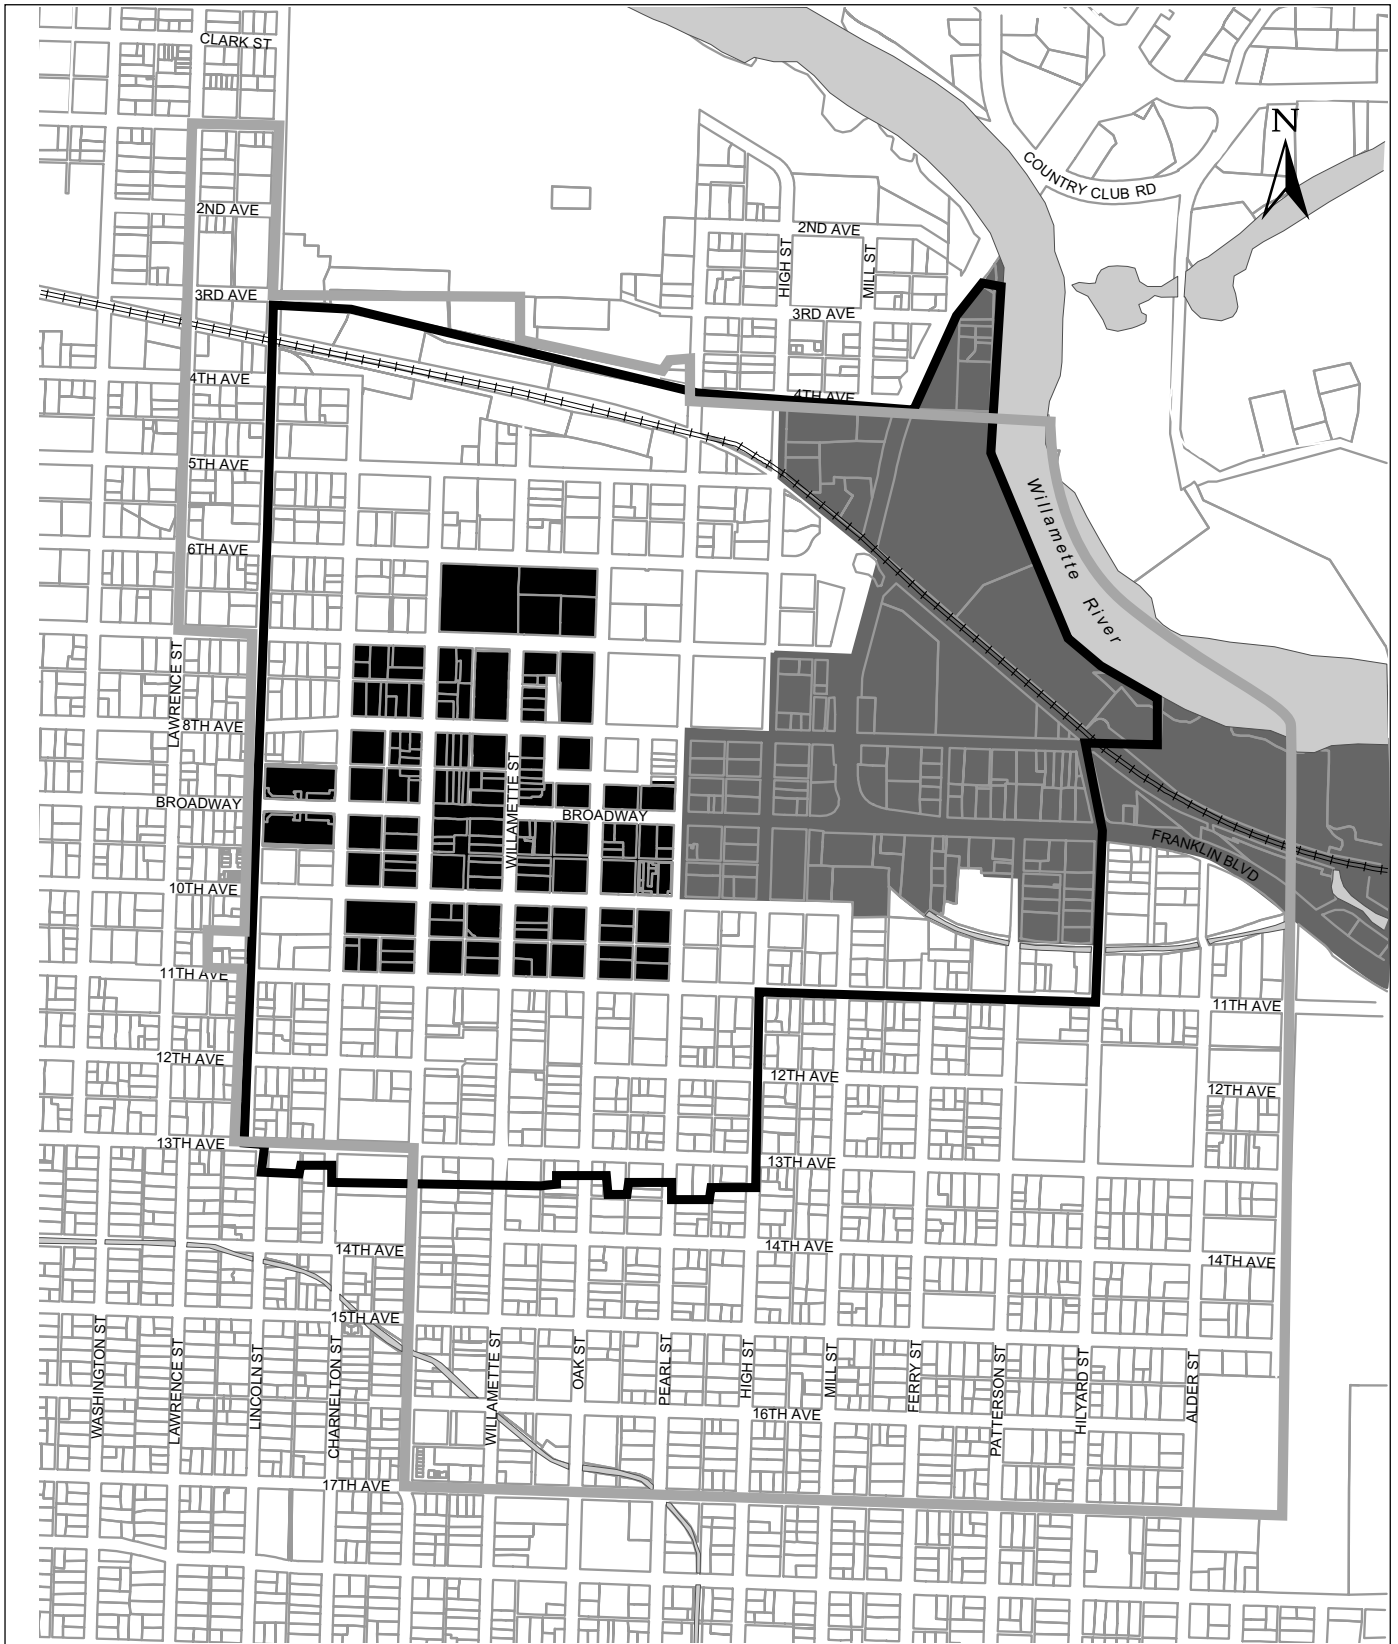 CLARK ST
N
COUNTRY CLUB RD
2ND AVE
2ND AVE
HIGH ST
MILL ST
3RD AVE
3RD AVE
4TH AVE
4TH AVE
5TH AVE
Willamette River
6TH AVE
LAWRENCE ST
8TH AVE
WILLAMETTE ST
BROADWAY
BROADWAY
FRANKLIN BLVD
10TH AVE
11TH AVE
11TH AVE
12TH AVE
12TH AVE
12TH AVE
13TH AVE
13TH AVE
14TH AVE
14TH AVE
14TH AVE
15TH AVE
WASHINGTON ST
LAWRENCE ST
LINCOLN ST
CHARNELTON ST
WILLAMETTE ST
OAK ST
PEARL ST
HIGH ST
MILL ST
FERRY ST
PATTERSON ST
HILYARD ST
ALDER ST
16TH AVE
17TH AVE